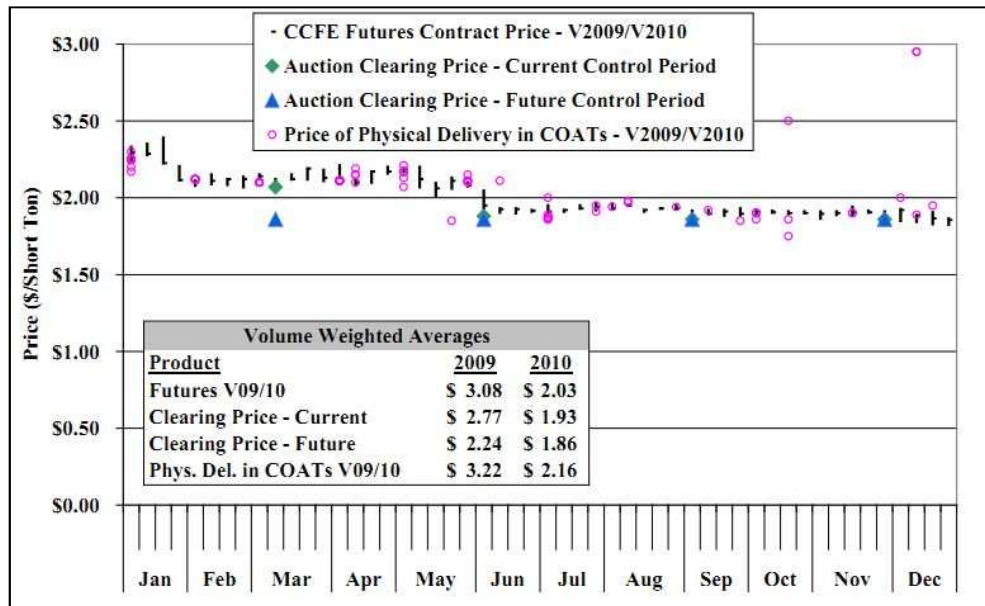 CCFE Futures Contract Price - V2009/V2010
Auction Clearing Price - Current Control Period
Auction Clearing Price - Future Control Period
Price of Physical Delivery in COATs - V2009/V2010
Price ($/Short Ton)
$3.00
$2.50
$2.00
$1.50
$1.00
$0.50
$0.00
Volume Weighted Averages
Product 2009 2010
Futures V09/10 $ 3.08 $ 2.03
Clearing Price - Current $ 2.77 $ 1.93
Clearing Price - Future $ 2.24 $ 1.86
Phys. Del. in COATs V09/10 $ 3.22 $ 2.16
Jan Feb Mar Apr May Jun Jul Aug Sep Oct Nov Dec